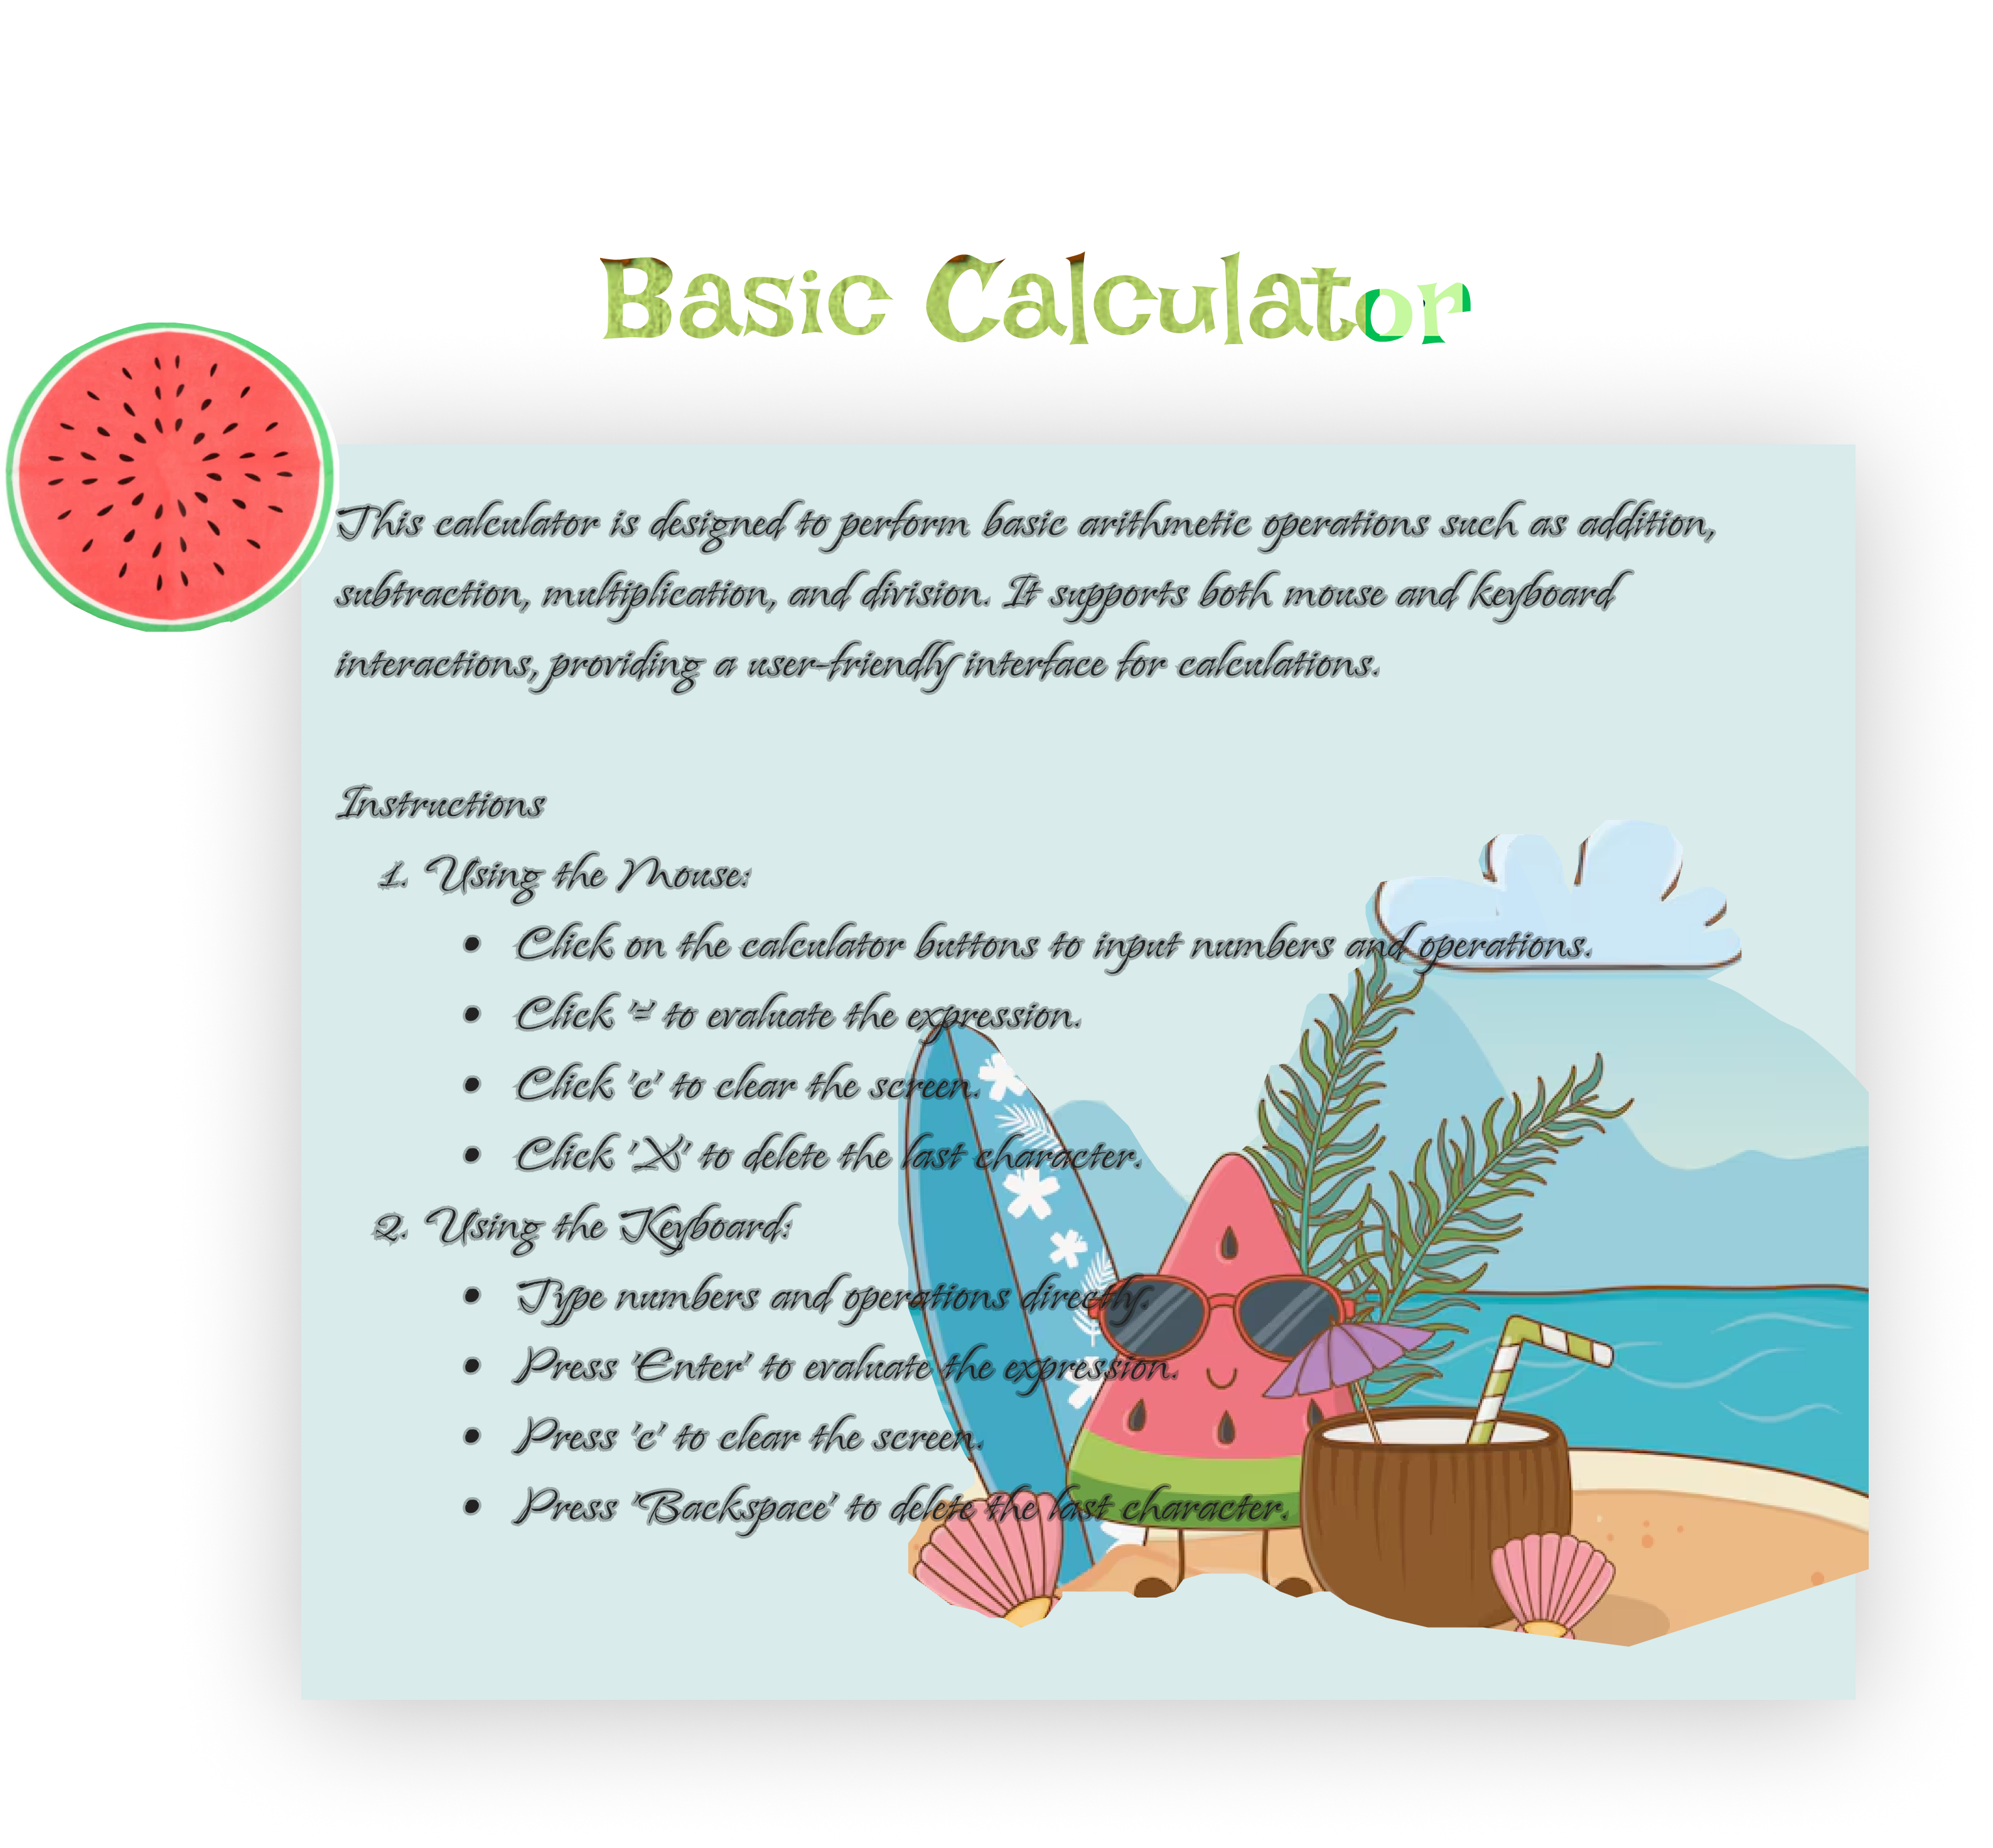 Basic Calculator
This calculator is designed to perform basic arithmetic operations such as addition,
subtraction, multiplication, and division. It supports both mouse and keyboard
interactions, providing a user-friendly interface for calculations.
Instructions
1. Using the Mouse:
• Click on the calculator buttons to input numbers and operations.
• Click '=' to evaluate the expression.
• Click 'c' to clear the screen.
• Click 'X' to delete the last character.
2. Using the Keyboard:
• Type numbers and operations directly.
• Press 'Enter' to evaluate the expression.
• Press 'c' to clear the screen.
• Press 'Backspace' to delete the last character.